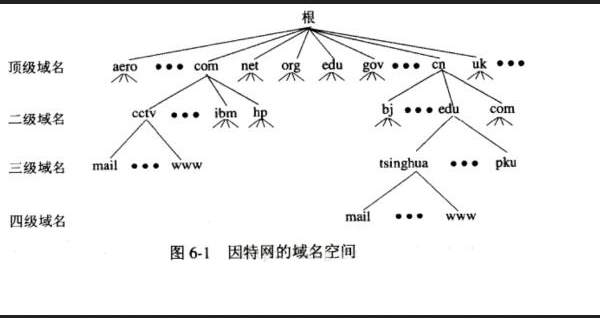 根
顶级域名 aero ••• com net org edu gov ••• cn uk •••
二级域名 cctv ••• ibm hp bj ••• edu com
三级域名 mail ••• www tsinghua ••• pku
四级域名 mail ••• www
图 6-1 因特网的域名空间